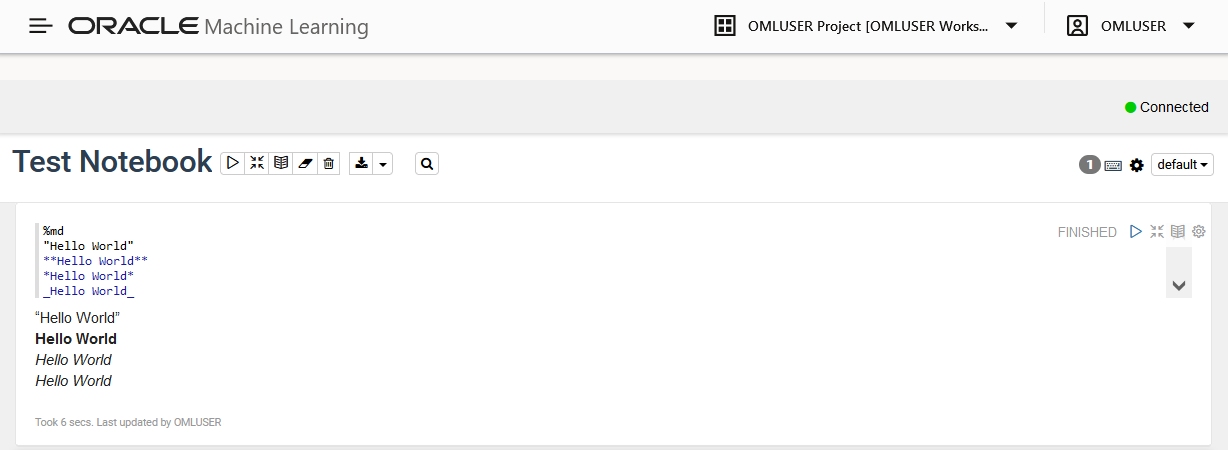 ORACLE Machine Learning
OMLUSER Project [OMLUSER Works...
OMLUSER
Connected
Test Notebook
1
default
%md
"Hello World"
**Hello World**
*Hello World*
_Hello World_
FINISHED
“Hello World”
Hello World
Hello World
Hello World
Took 6 secs. Last updated by OMLUSER